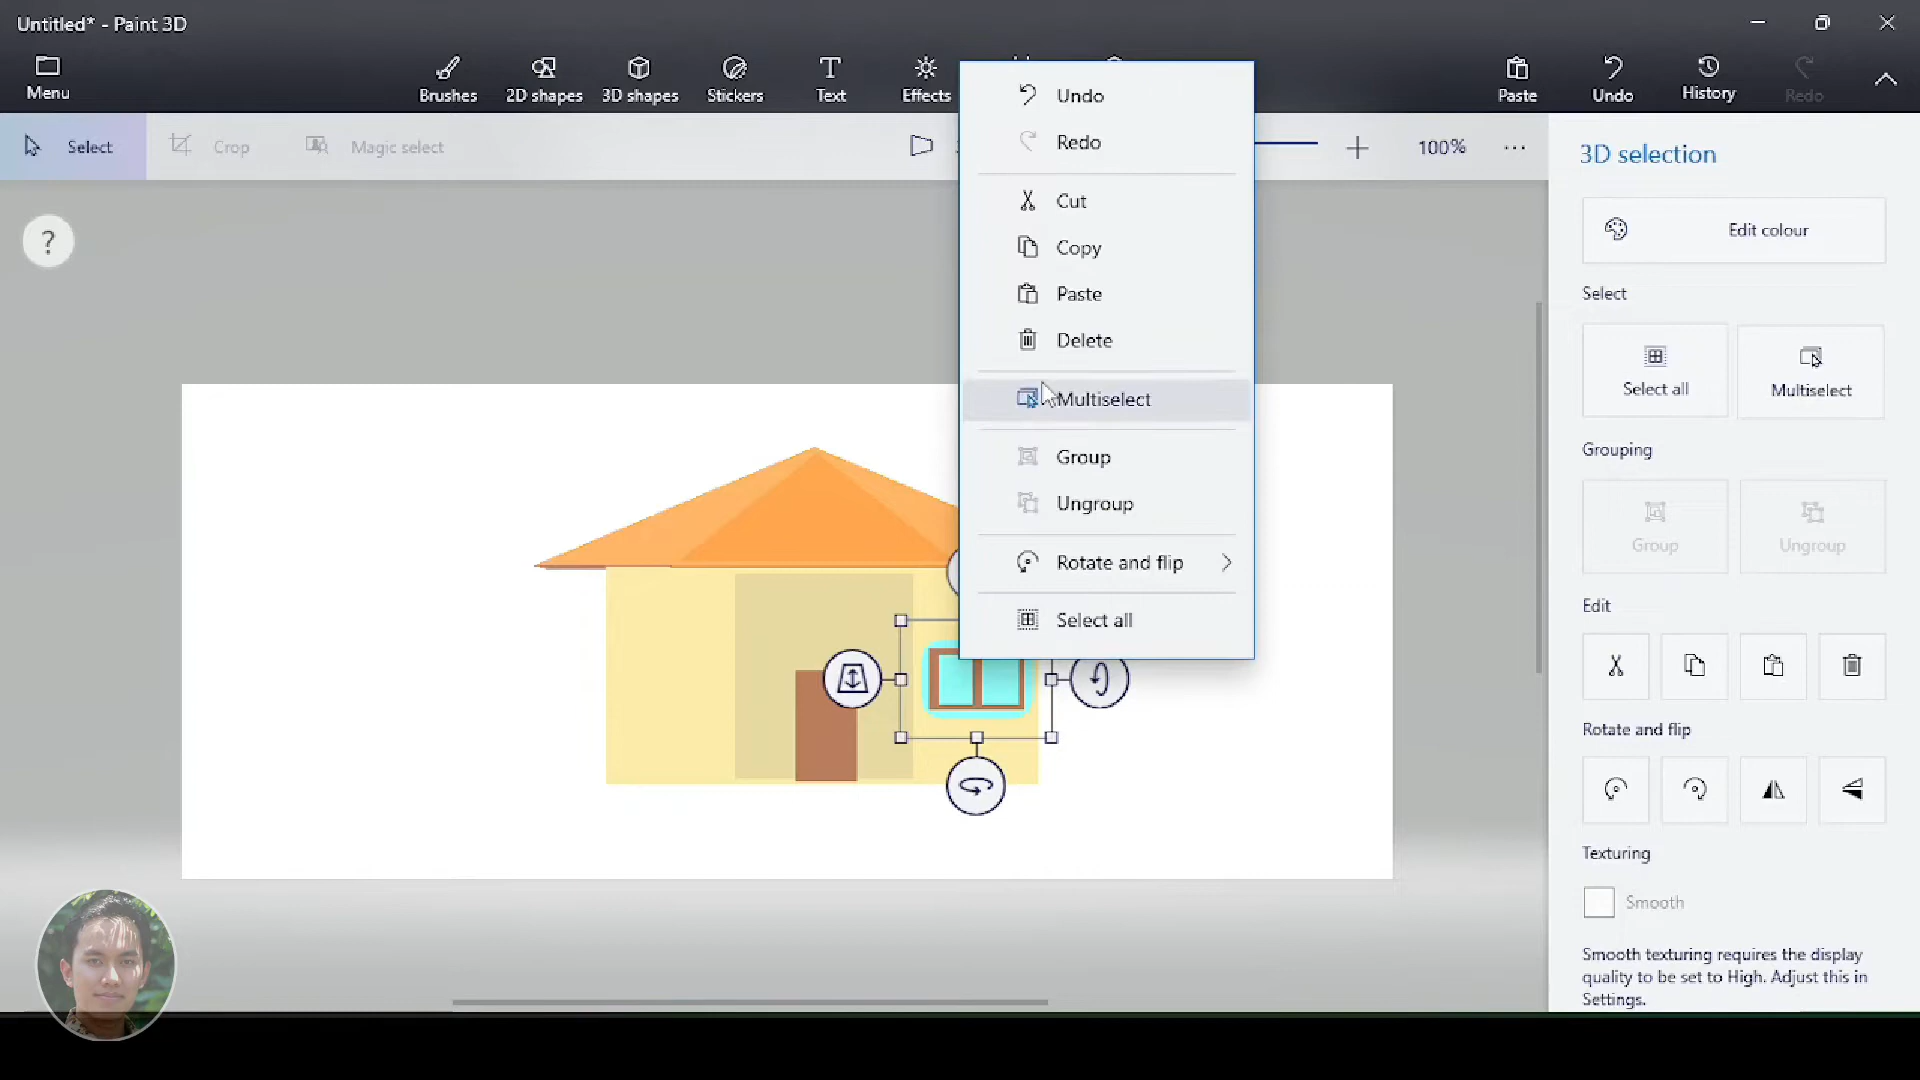 Untitled* - Paint 3D
Menu
Brushes
2D shapes
3D shapes
Stickers
Text
Effects
Paste
Undo
History
Redo
Select
Crop
Magic select
100%
Undo
Redo
Cut
Copy
Paste
Delete
Multiselect
Group
Ungroup
Rotate and flip
Select all
?
3D selection
Edit colour
Select
Select all
Multiselect
Grouping
Group
Ungroup
Edit
Rotate and flip
Texturing
Smooth
Smooth texturing requires the display
quality to be set to High. Adjust this in
Settings.